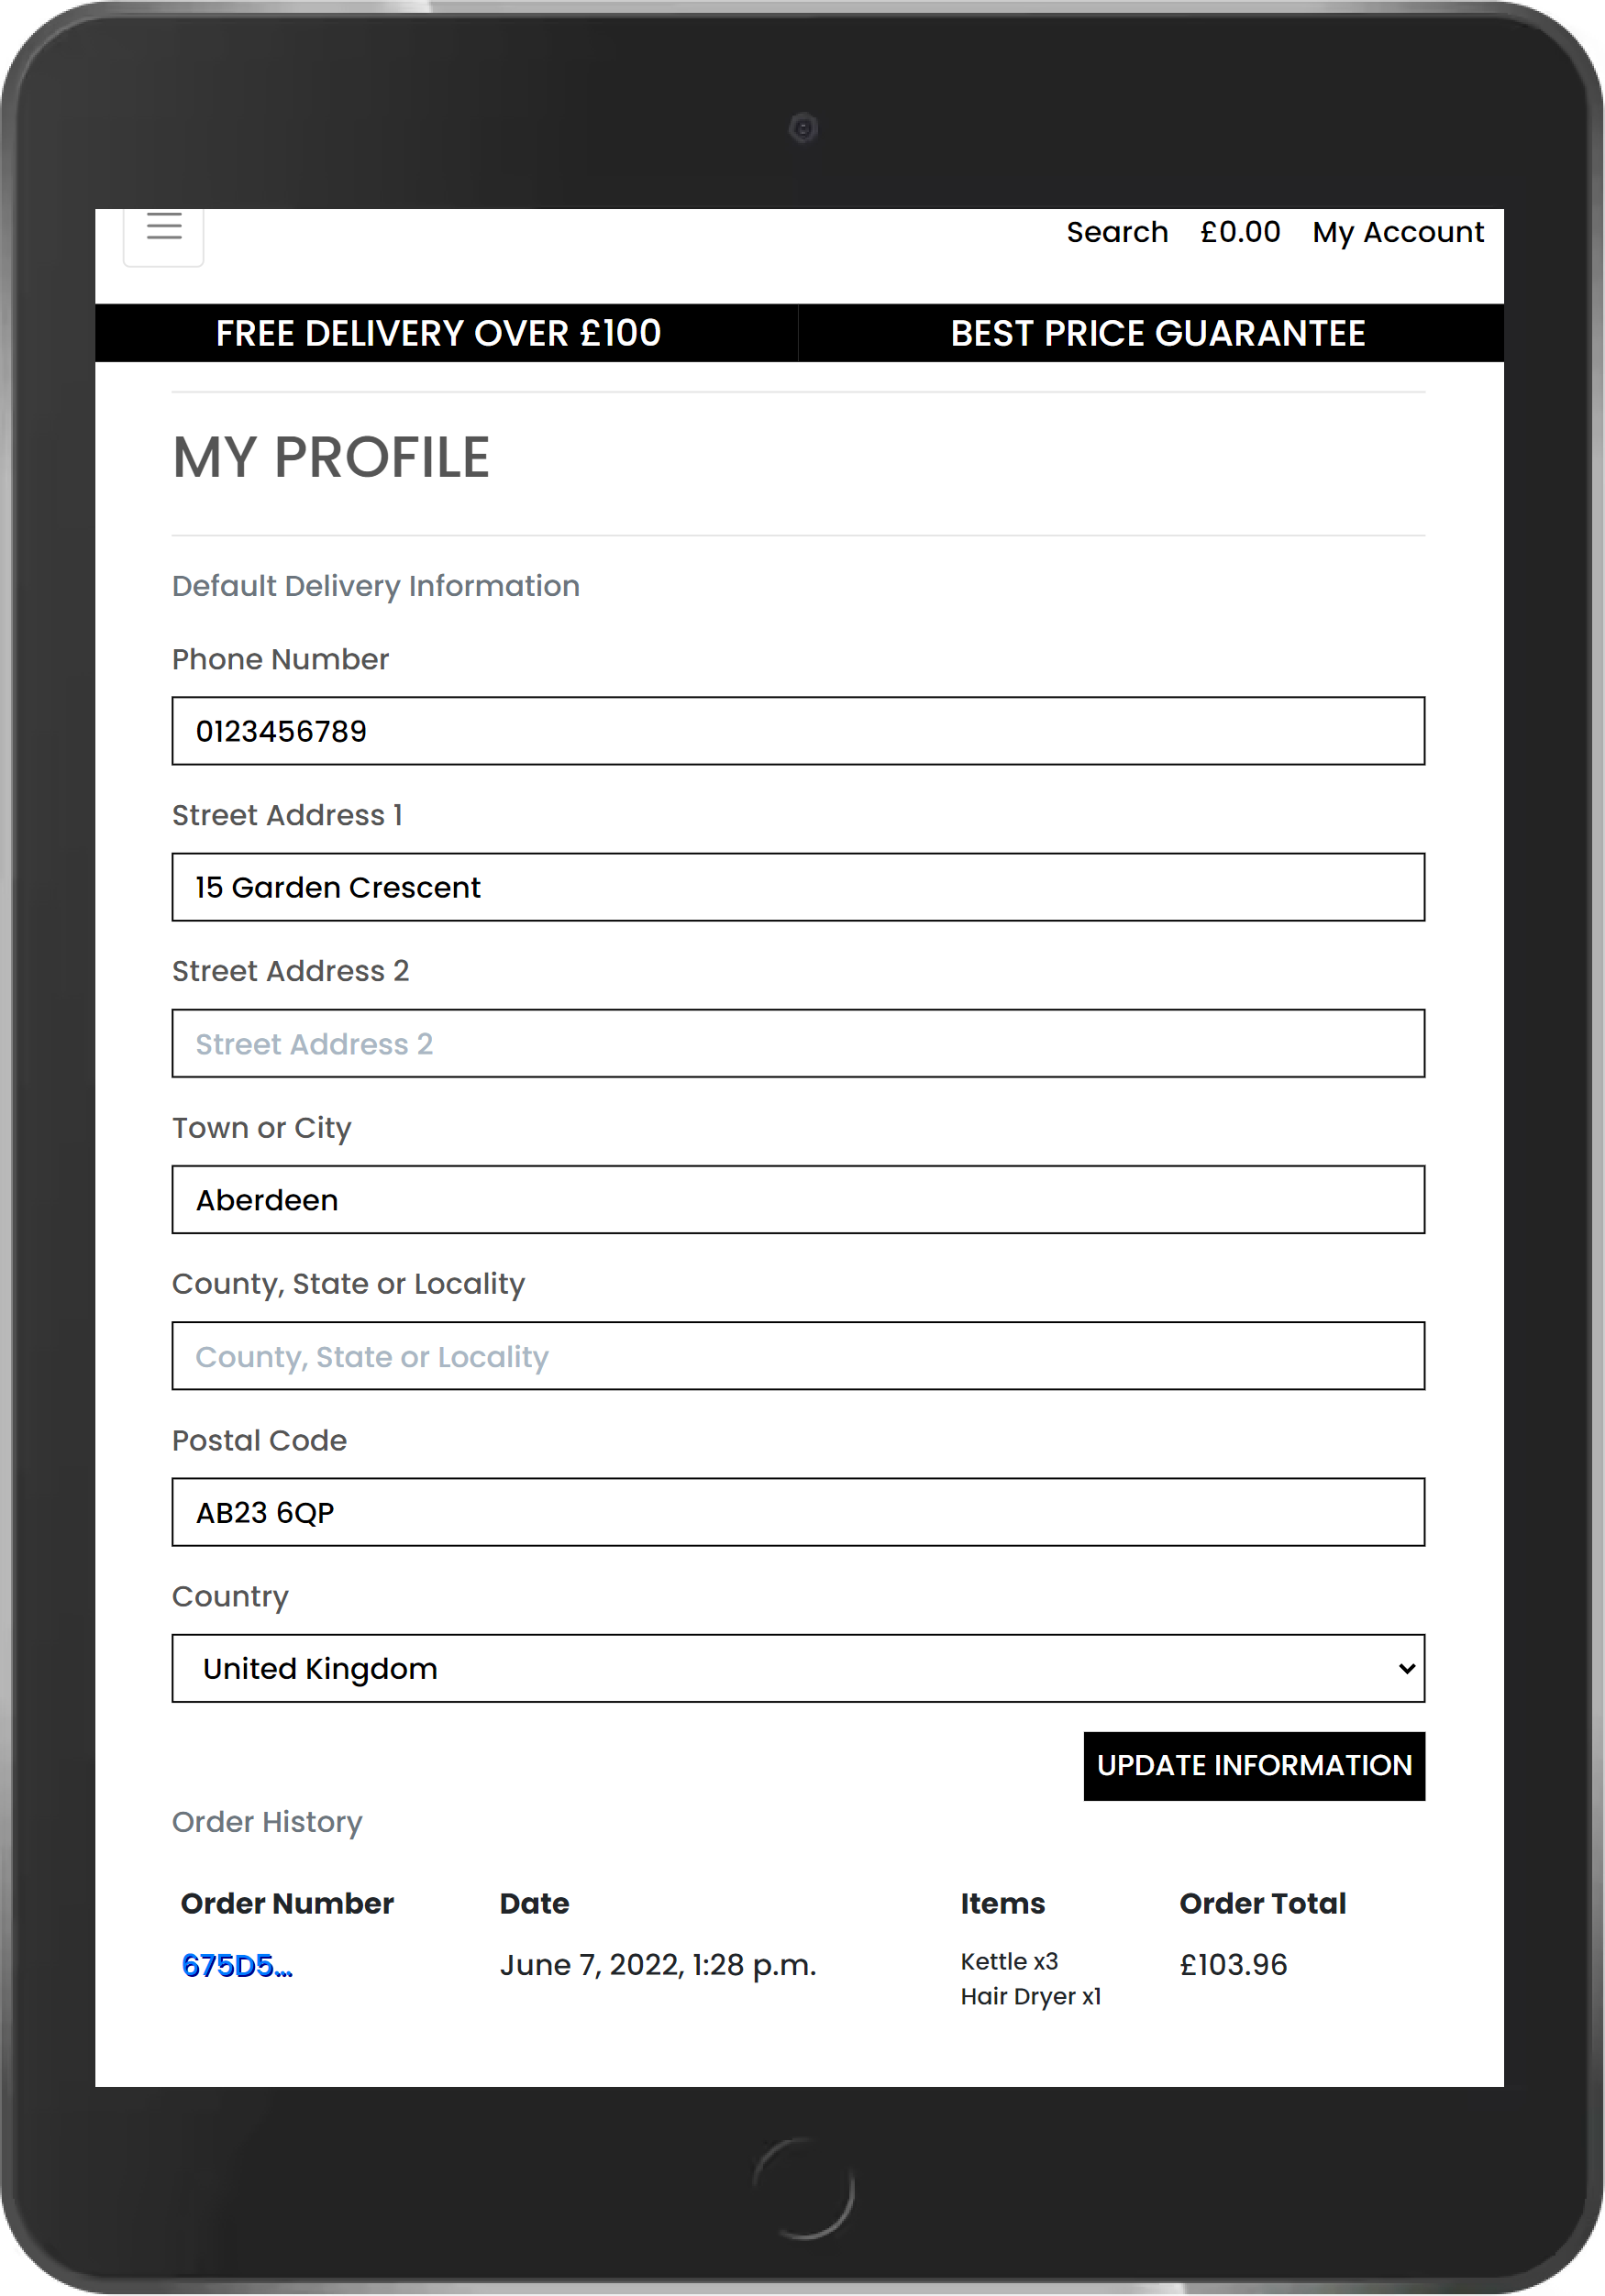 Search £0.00 My Account
FREE DELIVERY OVER £100 BEST PRICE GUARANTEE
MY PROFILE
Default Delivery Information
Phone Number
0123456789
Street Address 1
15 Garden Crescent
Street Address 2
Street Address 2
Town or City
Aberdeen
County, State or Locality
County, State or Locality
Postal Code
AB23 6QP
Country
United Kingdom
UPDATE INFORMATION
Order History
Order Number Date Items Order Total
675D5... June 7, 2022, 1:28 p.m. Kettle x3 £103.96
Hair Dryer x1